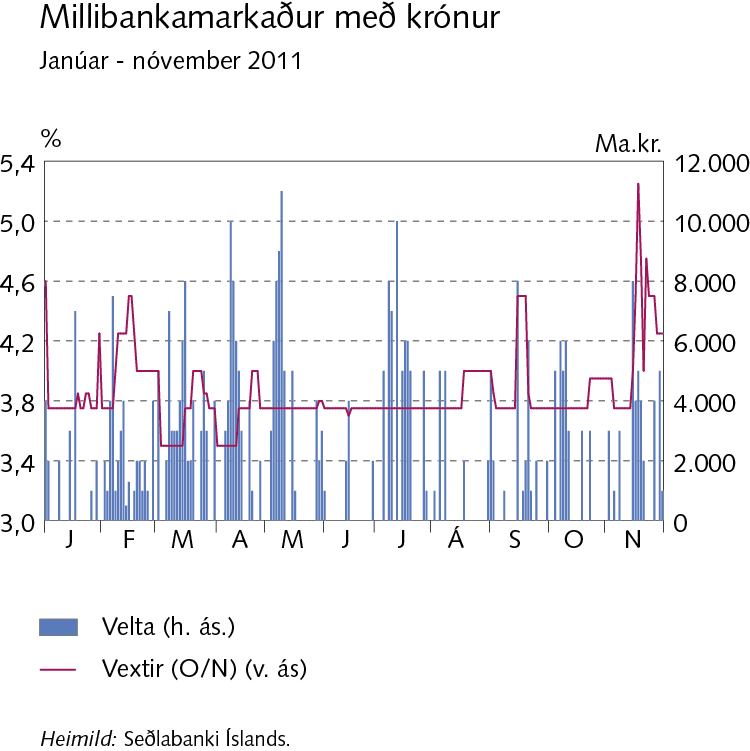 Millibankamarkaður með krónur
Janúar - nóvember 2011
% Ma.kr.
5,4 12.000
5,0 10.000
4,6 8.000
4,2 6.000
3,8 4.000
3,4 2.000
3,0 0
J F M A M J J Á S O N
Velta (h. ás.)
Vextir (O/N) (v. ás)
Heimild: Seðlabanki Íslands.